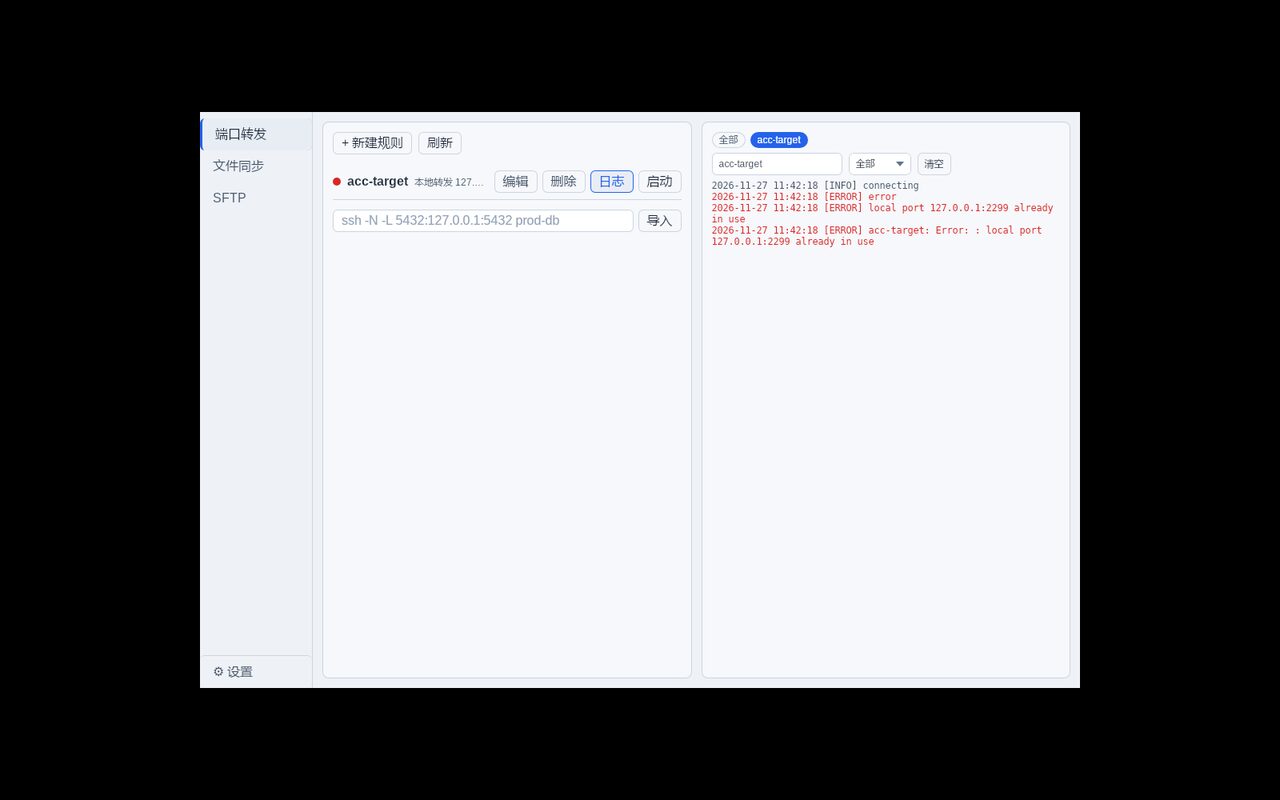 端口转发
文件同步
SFTP
⚙ 设置
+ 新建规则 刷新
acc-target 本地转发 127.... 编辑 删除 日志 启动
ssh -N -L 5432:127.0.0.1:5432 prod-db 导入
全部 acc-target
acc-target 全部 清空
2026-11-27 11:42:18 [INFO] connecting
2026-11-27 11:42:18 [ERROR] error
2026-11-27 11:42:18 [ERROR] local port 127.0.0.1:2299 already
in use
2026-11-27 11:42:18 [ERROR] acc-target: Error: : local port
127.0.0.1:2299 already in use